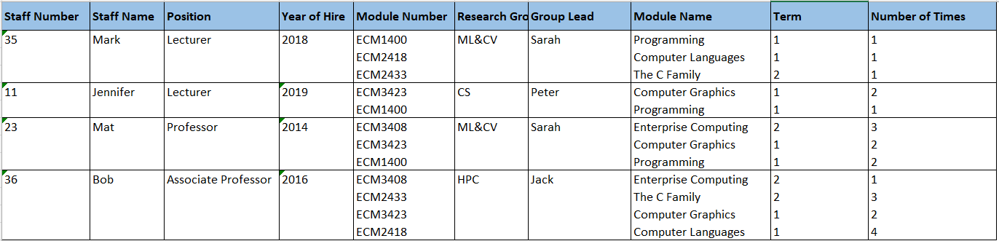 Staff Number Staff Name Position Year of Hire Module Number Research Gro Group Lead Module Name Term Number of Times
35 Mark Lecturer 2018 ECM1400 ML&CV Sarah Programming 1 1
ECM2418 Computer Languages 1 1
ECM2433 The C Family 2 1
11 Jennifer Lecturer 2019 ECM3423 CS Peter Computer Graphics 1 2
ECM1400 Programming 1 1
23 Mat Professor 2014 ECM3408 ML&CV Sarah Enterprise Computing 2 3
ECM3423 Computer Graphics 1 2
ECM1400 Programming 1 2
36 Bob Associate Professor 2016 ECM3408 HPC Jack Enterprise Computing 2 1
ECM2433 The C Family 2 3
ECM3423 Computer Graphics 1 2
ECM2418 Computer Languages 1 4